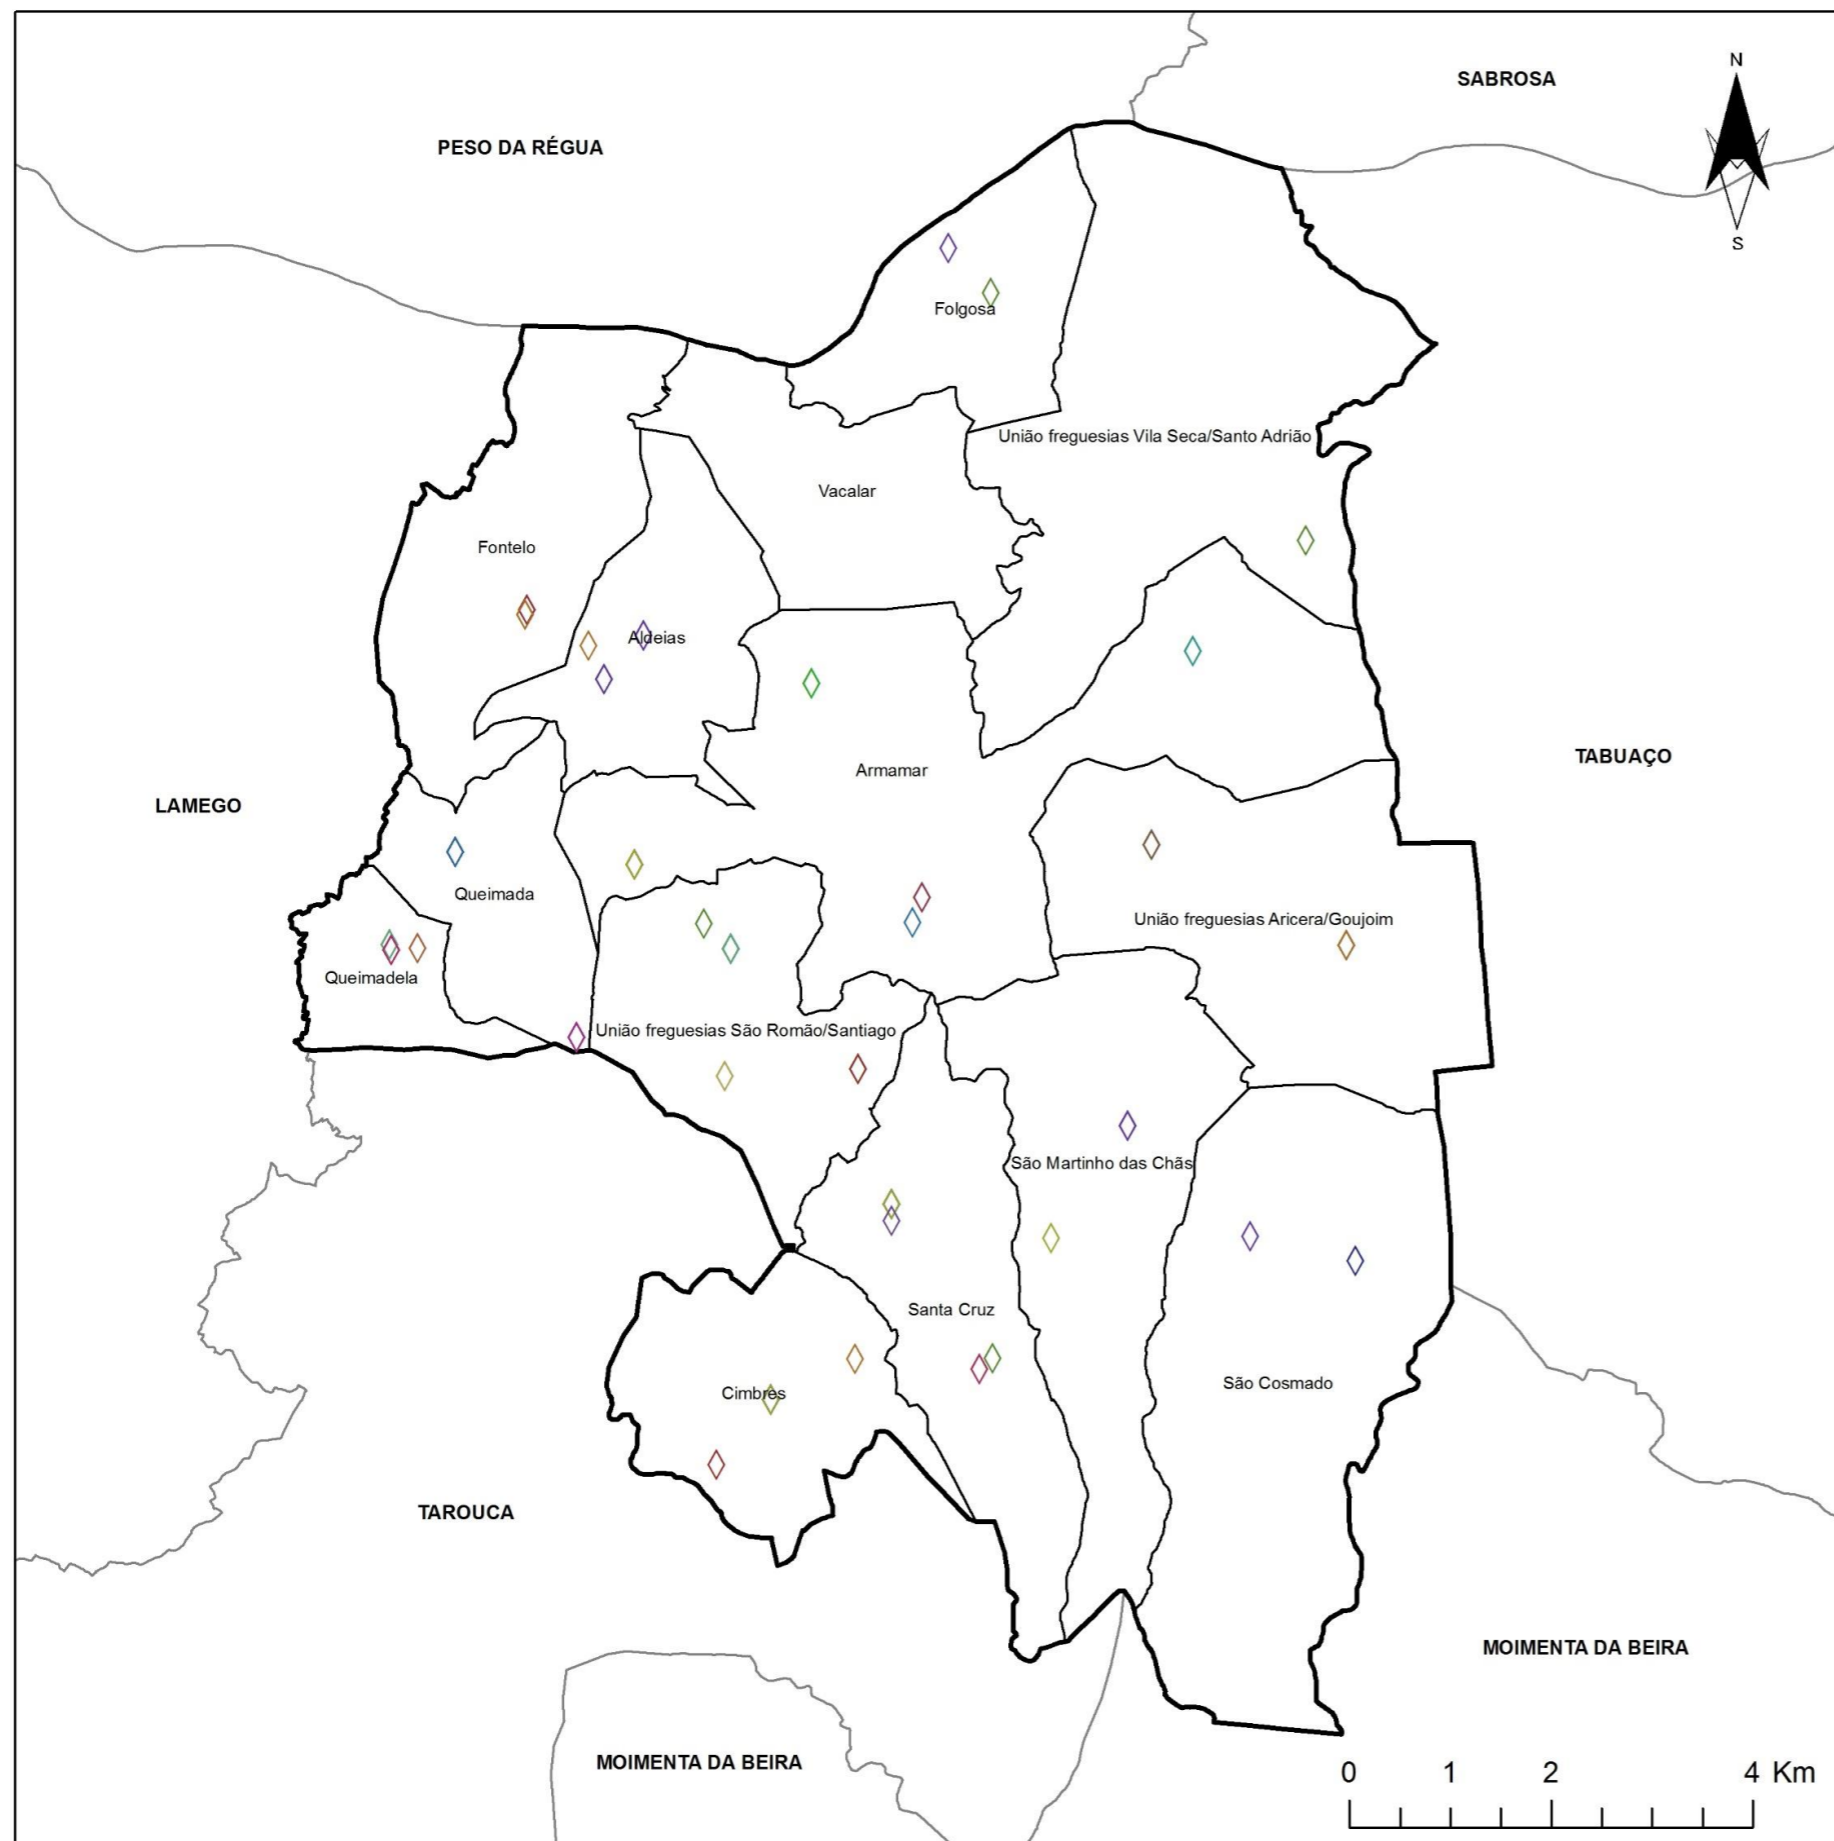 N
SABROSA
PESO DA RÉGUA
S
Folgosa
União freguesias Vila Seca/Santo Adrião
Vacalar
Fontelo
Aldeias
TABUAÇO
Armamar
LAMEGO
Queimada
União freguesias Aricera/Goujoim
Queimadela
União freguesias São Romão/Santiago
São Martinho das Chãs
Santa Cruz
São Cosmado
Cimbres
TAROUCA
MOIMENTA DA BEIRA
MOIMENTA DA BEIRA
0 1 2 4 Km